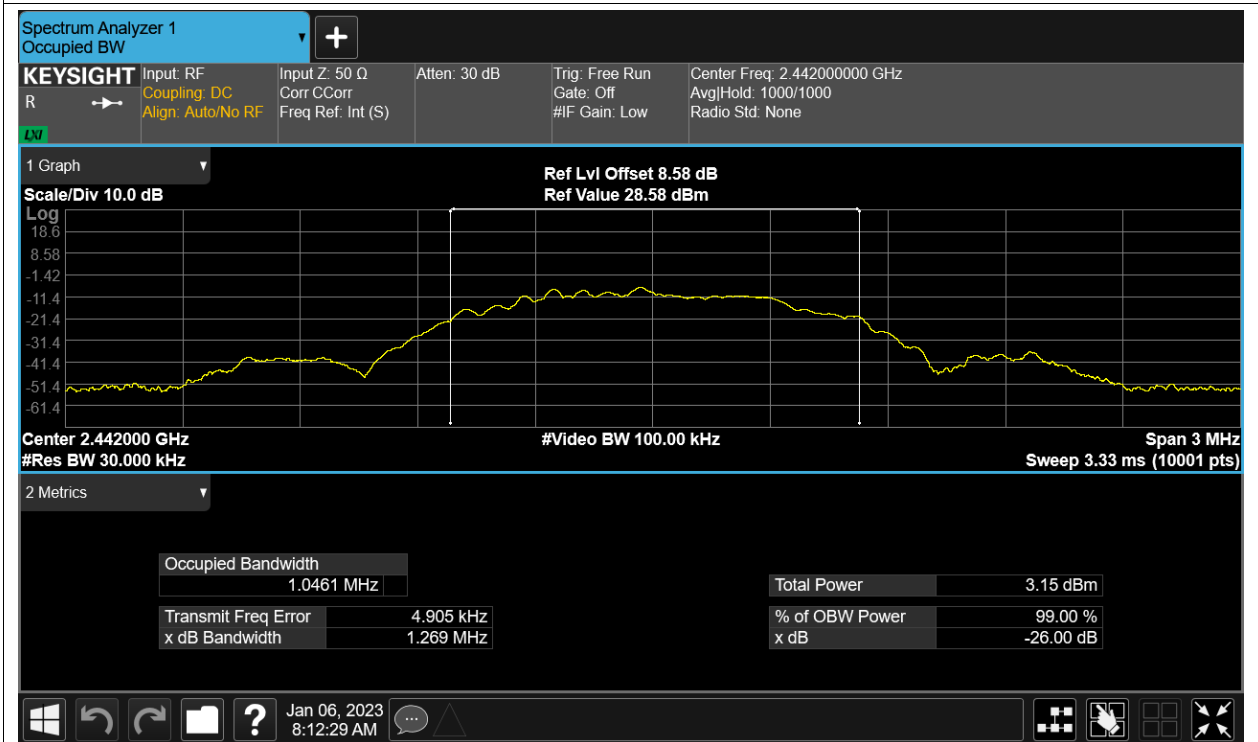 Spectrum Analyzer 1
Occupied BW
KEYSIGHT
R
LXI
Input: RF
Coupling: DC
Align: Auto/No RF
Input Z: 50 Ω
Corr CCorr
Freq Ref: Int (S)
Atten: 30 dB
Trig: Free Run
Gate: Off
#IF Gain: Low
Center Freq: 2.442000000 GHz
Avg|Hold: 1000/1000
Radio Std: None
1 Graph
Ref Lvl Offset 8.58 dB
Scale/Div 10.0 dB
Ref Value 28.58 dBm
Log
18.6
8.58
-1.42
-11.4
-21.4
-31.4
-41.4
-51.4
-61.4
Center 2.442000 GHz
#Video BW 100.00 kHz
Span 3 MHz
#Res BW 30.000 kHz
Sweep 3.33 ms (10001 pts)
2 Metrics
Occupied Bandwidth
1.0461 MHz
Total Power 3.15 dBm
Transmit Freq Error 4.905 kHz
% of OBW Power 99.00 %
x dB Bandwidth 1.269 MHz
x dB -26.00 dB
?
Jan 06, 2023
8:12:29 AM